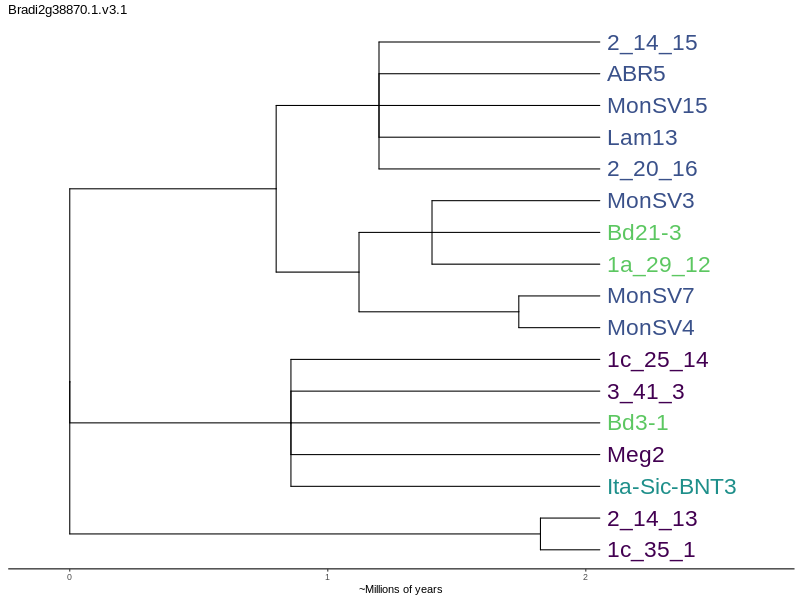 Bradi2g38870.1.v3.1
2_14_15
ABR5
MonSV15
Lam13
2_20_16
MonSV3
Bd21-3
1a_29_12
MonSV7
MonSV4
1c_25_14
3_41_3
Bd3-1
Meg2
Ita-Sic-BNT3
2_14_13
1c_35_1
0 1 2
~Millions of years